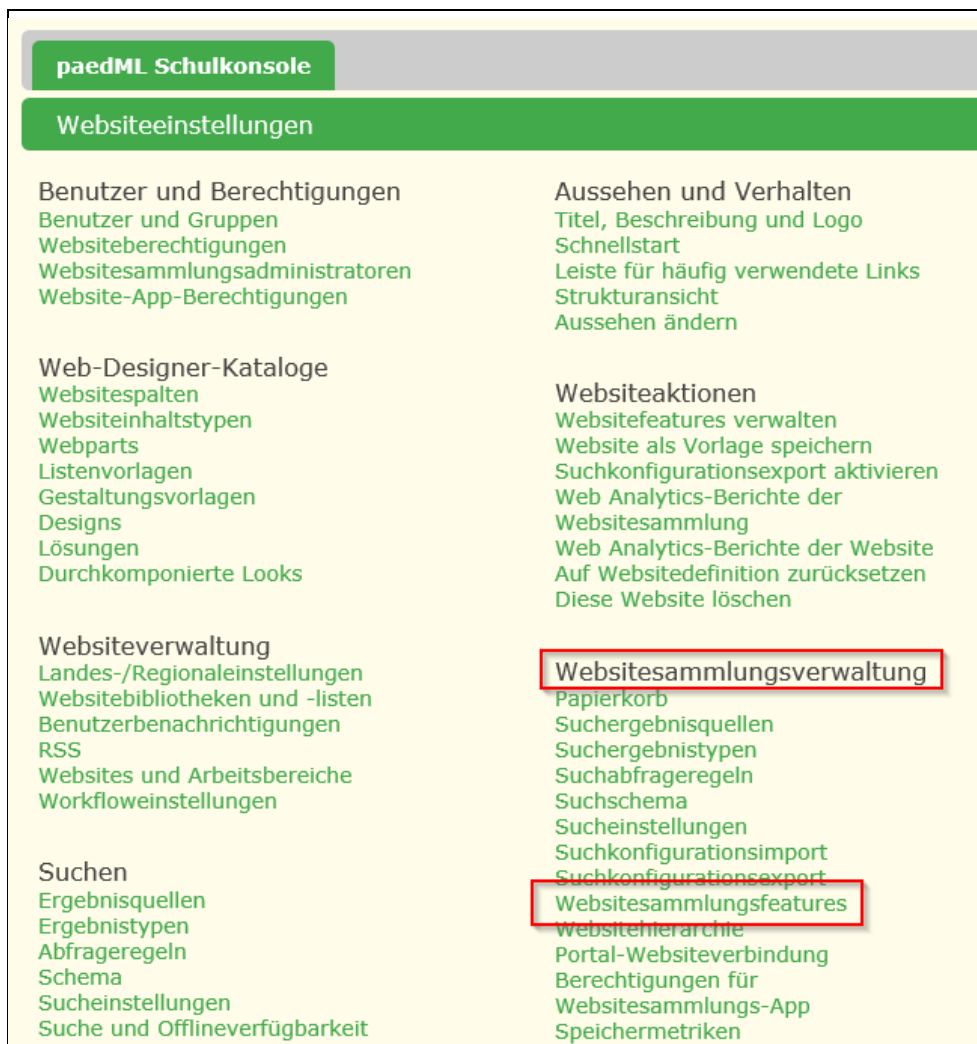 paedML Schulkonsole
Websiteeinstellungen
Benutzer und Berechtigungen
Benutzer und Gruppen
Websiteberechtigungen
Websitesammlungsadministratoren
Website-App-Berechtigungen
Web-Designer-Kataloge
Websitespalten
Websiteinhaltstypen
Webparts
Listenvorlagen
Gestaltungsvorlagen
Designs
Lösungen
Durchkomponierte Looks
Websiteverwaltung
Landes-/Regionaleinstellungen
Websitebibliotheken und -listen
Benutzerbenachrichtigungen
RSS
Websites und Arbeitsbereiche
Workfloweinstellungen
Suchen
Ergebnisquellen
Ergebnistypen
Abfrageregeln
Schema
Sucheinstellungen
Suche und Offlineverfügbarkeit
Aussehen und Verhalten
Titel, Beschreibung und Logo
Schnellstart
Leiste für häufig verwendete Links
Strukturansicht
Aussehen ändern
Websiteaktionen
Websitefeatures verwalten
Website als Vorlage speichern
Suchkonfigurationsexport aktivieren
Web Analytics-Berichte der
Websitesammlung
Web Analytics-Berichte der Website
Auf Websitedefinition zurücksetzen
Diese Website löschen
Websitesammlungsverwaltung
Papierkorb
Suchergebnisquellen
Suchergebnistypen
Suchabfrageregeln
Suchschema
Sucheinstellungen
Suchkonfigurationsimport
Suchkonfigurationsexport
Websitesammlungsfeatures
Websitehierarchie
Portal-Websiteverbindung
Berechtigungen für
Websitesammlungs-App
Speichermetriken